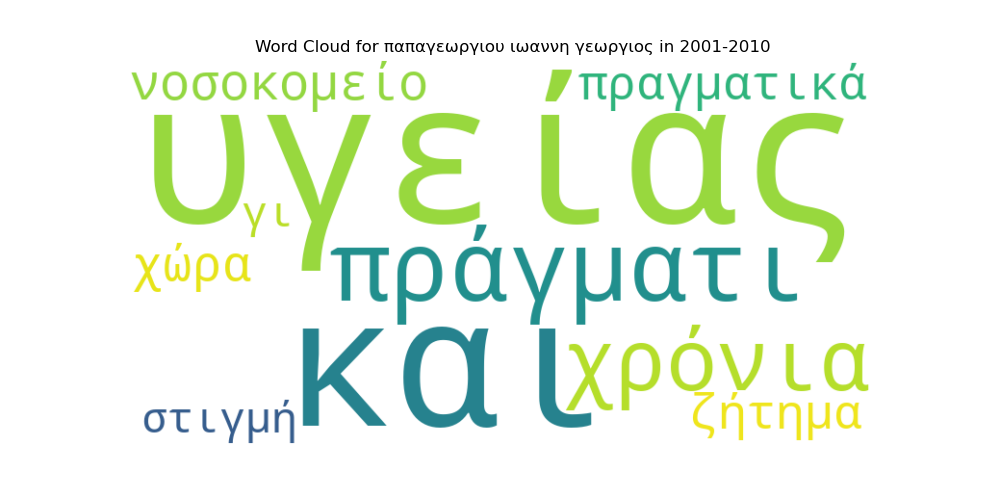 Word Cloud for παπαγεωργιου ιωαννη γεωργιος in 2001-2010
νοσοκομείο πραγματικά
υγείας
γι
χώρα πράγματι
και χρόνια
στιγμή ζήτημα